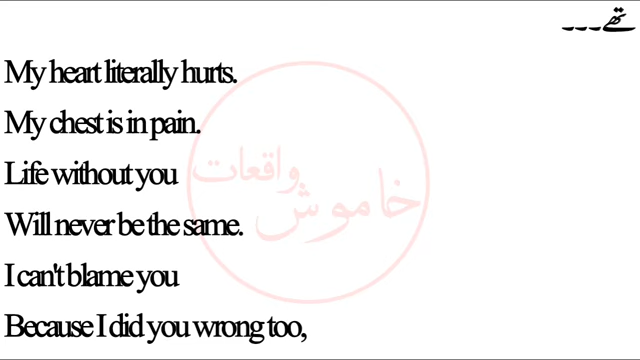 تھے۔۔۔
My heart literally hurts.
My chest is in pain.
Life without you
Will never be the same.
I can't blame you
Because I did you wrong too,
خاموش واقعات